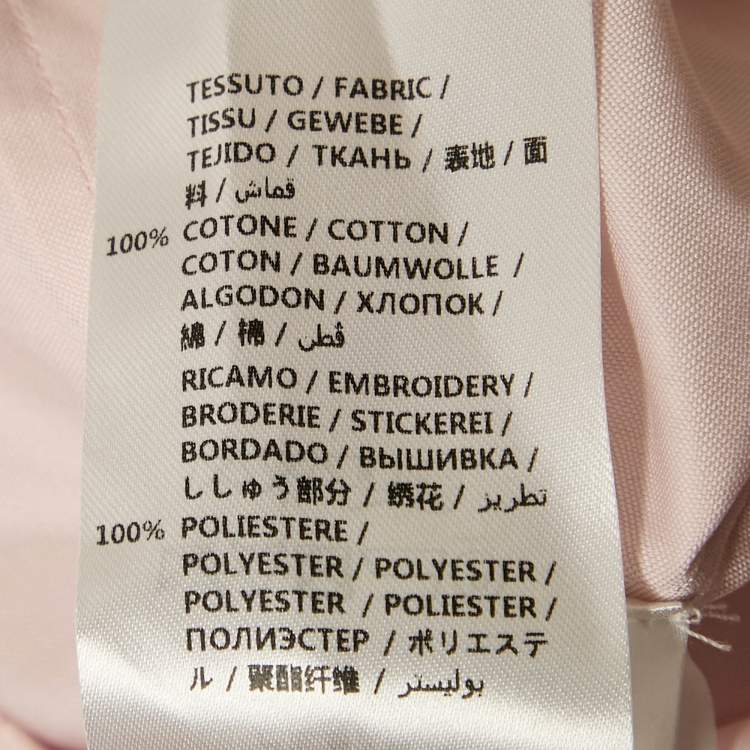 TESSUTO / FABRIC /
TISSU / GEWEBE /
TEJIDO / ТКАНЬ / 表地 / 面
料 / قماش
100% COTONE / COTTON /
COTON / BAUMWOLLE /
ALGODON / ХЛОПОК /
綿 / 棉 / قطن
RICAMO / EMBROIDERY /
BRODERIE / STICKEREI /
BORDADO / ВЫШИВКА /
ししゅう部分 / 绣花 / تطريز
100% POLIESTERE /
POLYESTER / POLYESTER /
POLYESTER / POLIESTER /
ПОЛИЭСТЕР / ポリエステ
ル / 聚酯纤维 / بوليستر